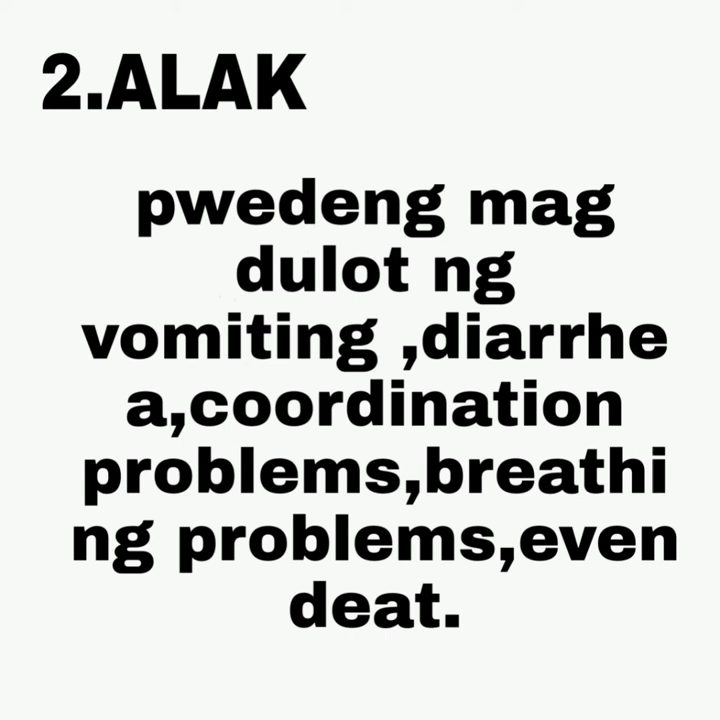 2.ALAK
pwedeng mag
dulot ng
vomiting ,diarrhe
a,coordination
problems,breathi
ng problems,even
deat.